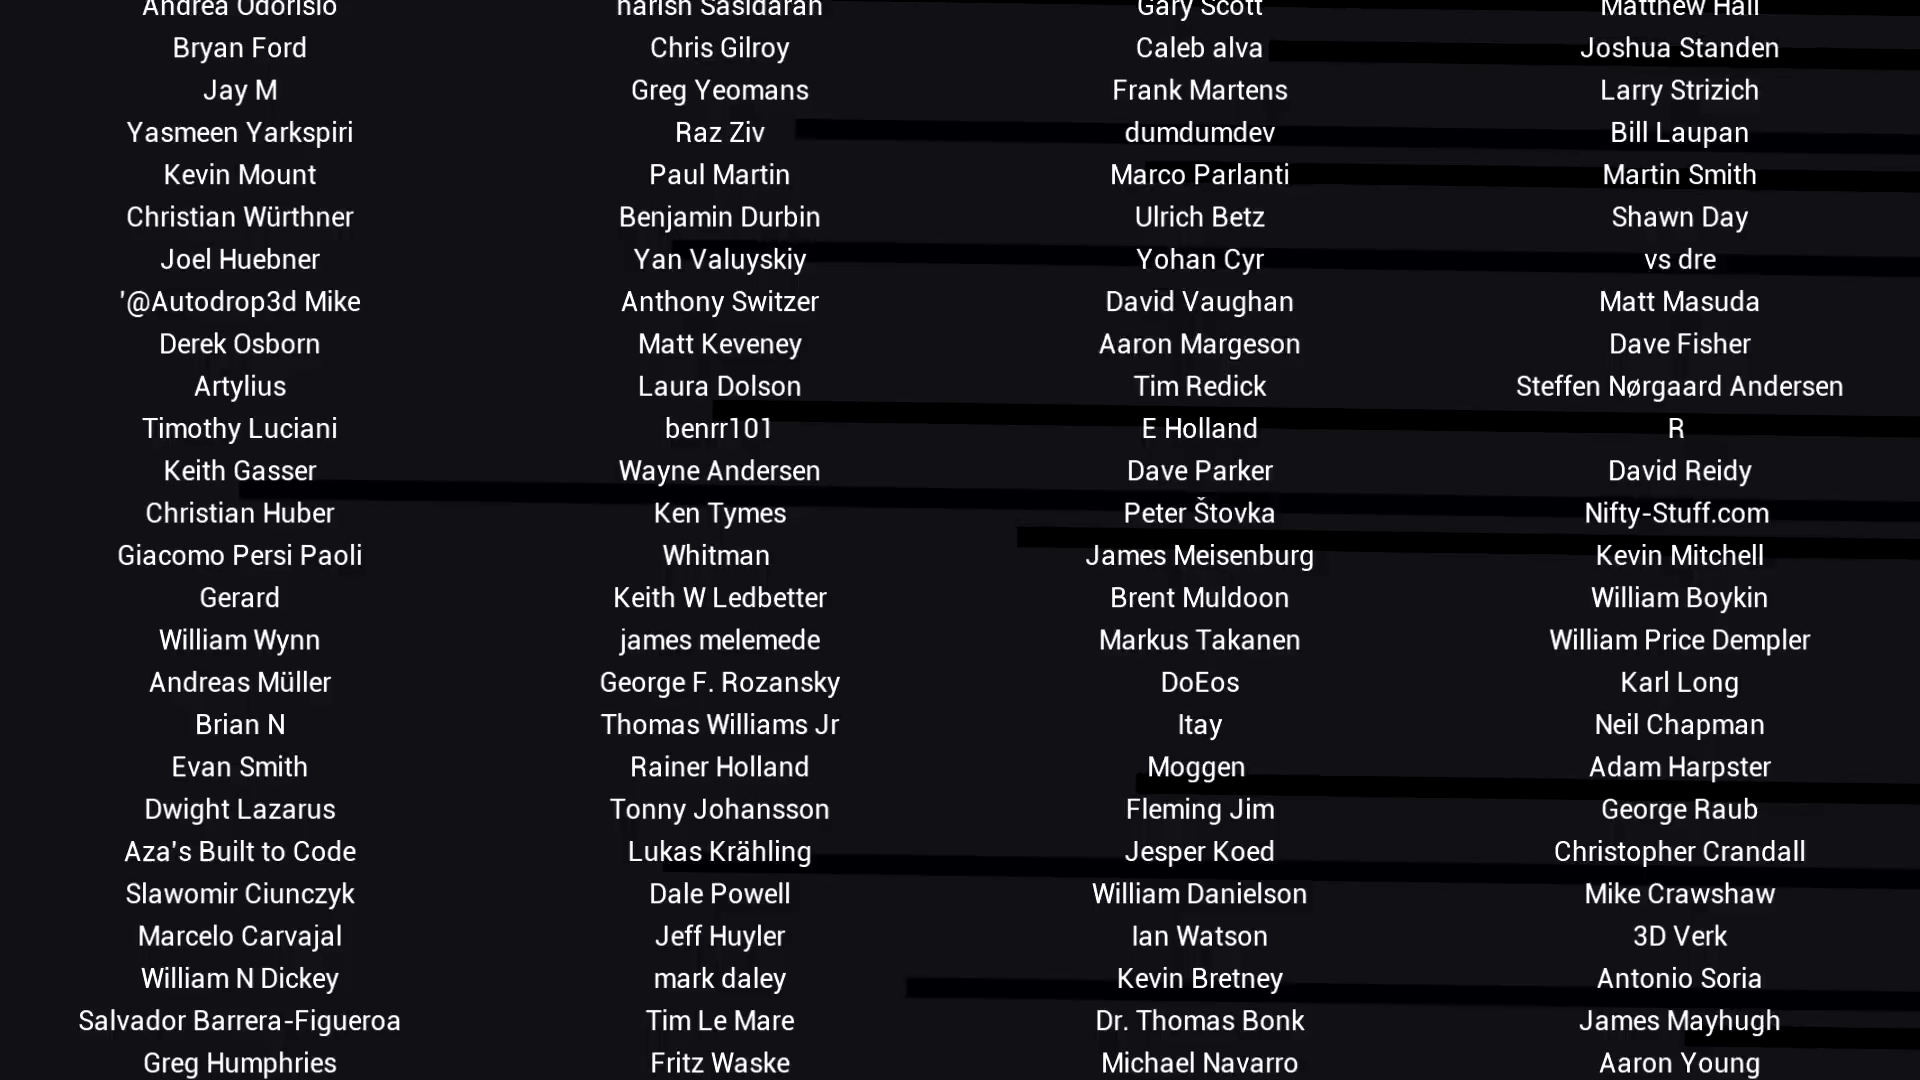 Andrea Odorisio
Bryan Ford
Jay M
Yasmeen Yarkspiri
Kevin Mount
Christian Würthner
Joel Huebner
'@Autodrop3d Mike
Derek Osborn
Artylius
Timothy Luciani
Keith Gasser
Christian Huber
Giacomo Persi Paoli
Gerard
William Wynn
Andreas Müller
Brian N
Evan Smith
Dwight Lazarus
Aza's Built to Code
Slawomir Ciunczyk
Marcelo Carvajal
William N Dickey
Salvador Barrera-Figueroa
Greg Humphries
harish Sasidaran
Chris Gilroy
Greg Yeomans
Raz Ziv
Paul Martin
Benjamin Durbin
Yan Valuyskiy
Anthony Switzer
Matt Keveney
Laura Dolson
benrr101
Wayne Andersen
Ken Tymes
Whitman
Keith W Ledbetter
james melemede
George F. Rozansky
Thomas Williams Jr
Rainer Holland
Tonny Johansson
Lukas Krähling
Dale Powell
Jeff Huyler
mark daley
Tim Le Mare
Fritz Waske
Gary Scott
Caleb alva
Frank Martens
dumdumdev
Marco Parlanti
Ulrich Betz
Yohan Cyr
David Vaughan
Aaron Margeson
Tim Redick
E Holland
Dave Parker
Peter Štovka
James Meisenburg
Brent Muldoon
Markus Takanen
DoEos
Itay
Moggen
Fleming Jim
Jesper Koed
William Danielson
Ian Watson
Kevin Bretney
Dr. Thomas Bonk
Michael Navarro
Matthew Hall
Joshua Standen
Larry Strizich
Bill Laupan
Martin Smith
Shawn Day
vs dre
Matt Masuda
Dave Fisher
Steffen Nørgaard Andersen
R
David Reidy
Nifty-Stuff.com
Kevin Mitchell
William Boykin
William Price Dempler
Karl Long
Neil Chapman
Adam Harpster
George Raub
Christopher Crandall
Mike Crawshaw
3D Verk
Antonio Soria
James Mayhugh
Aaron Young